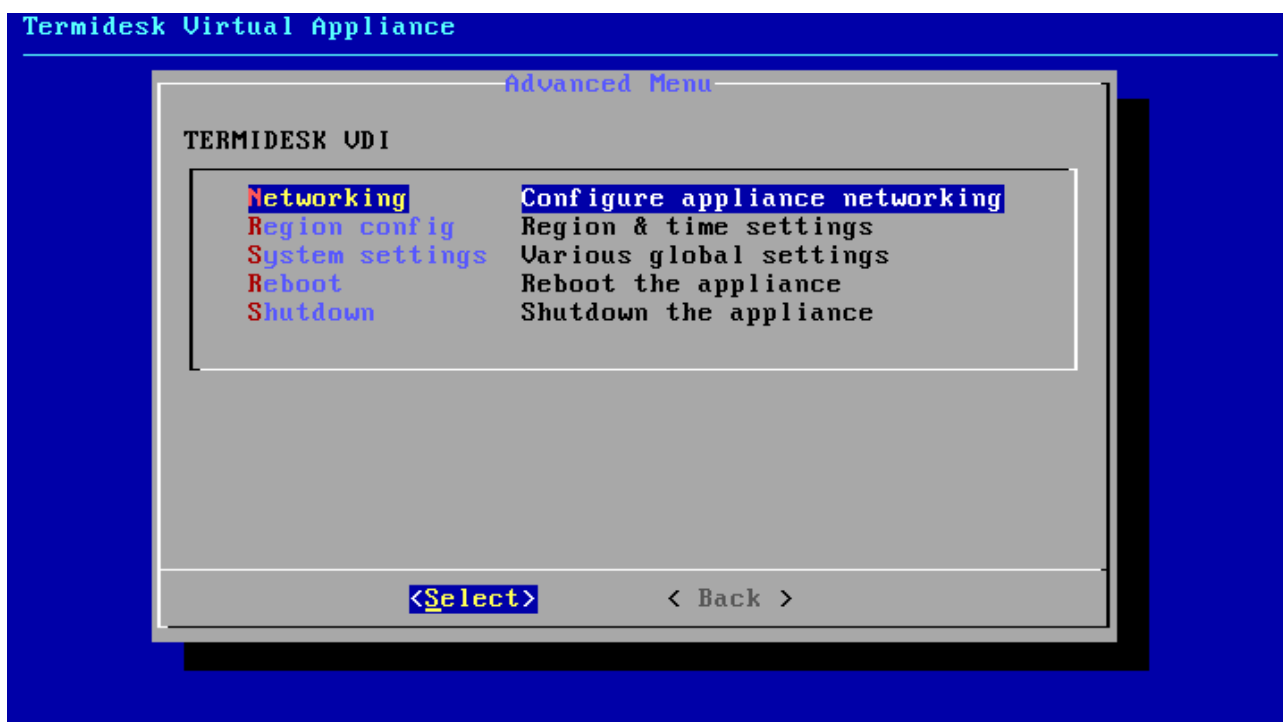 Termidesk Virtual Appliance
Advanced Menu
TERMIDESK VDI
Networking Configure appliance networking
Region config Region & time settings
System settings Various global settings
Reboot Reboot the appliance
Shutdown Shutdown the appliance
<Select> < Back >